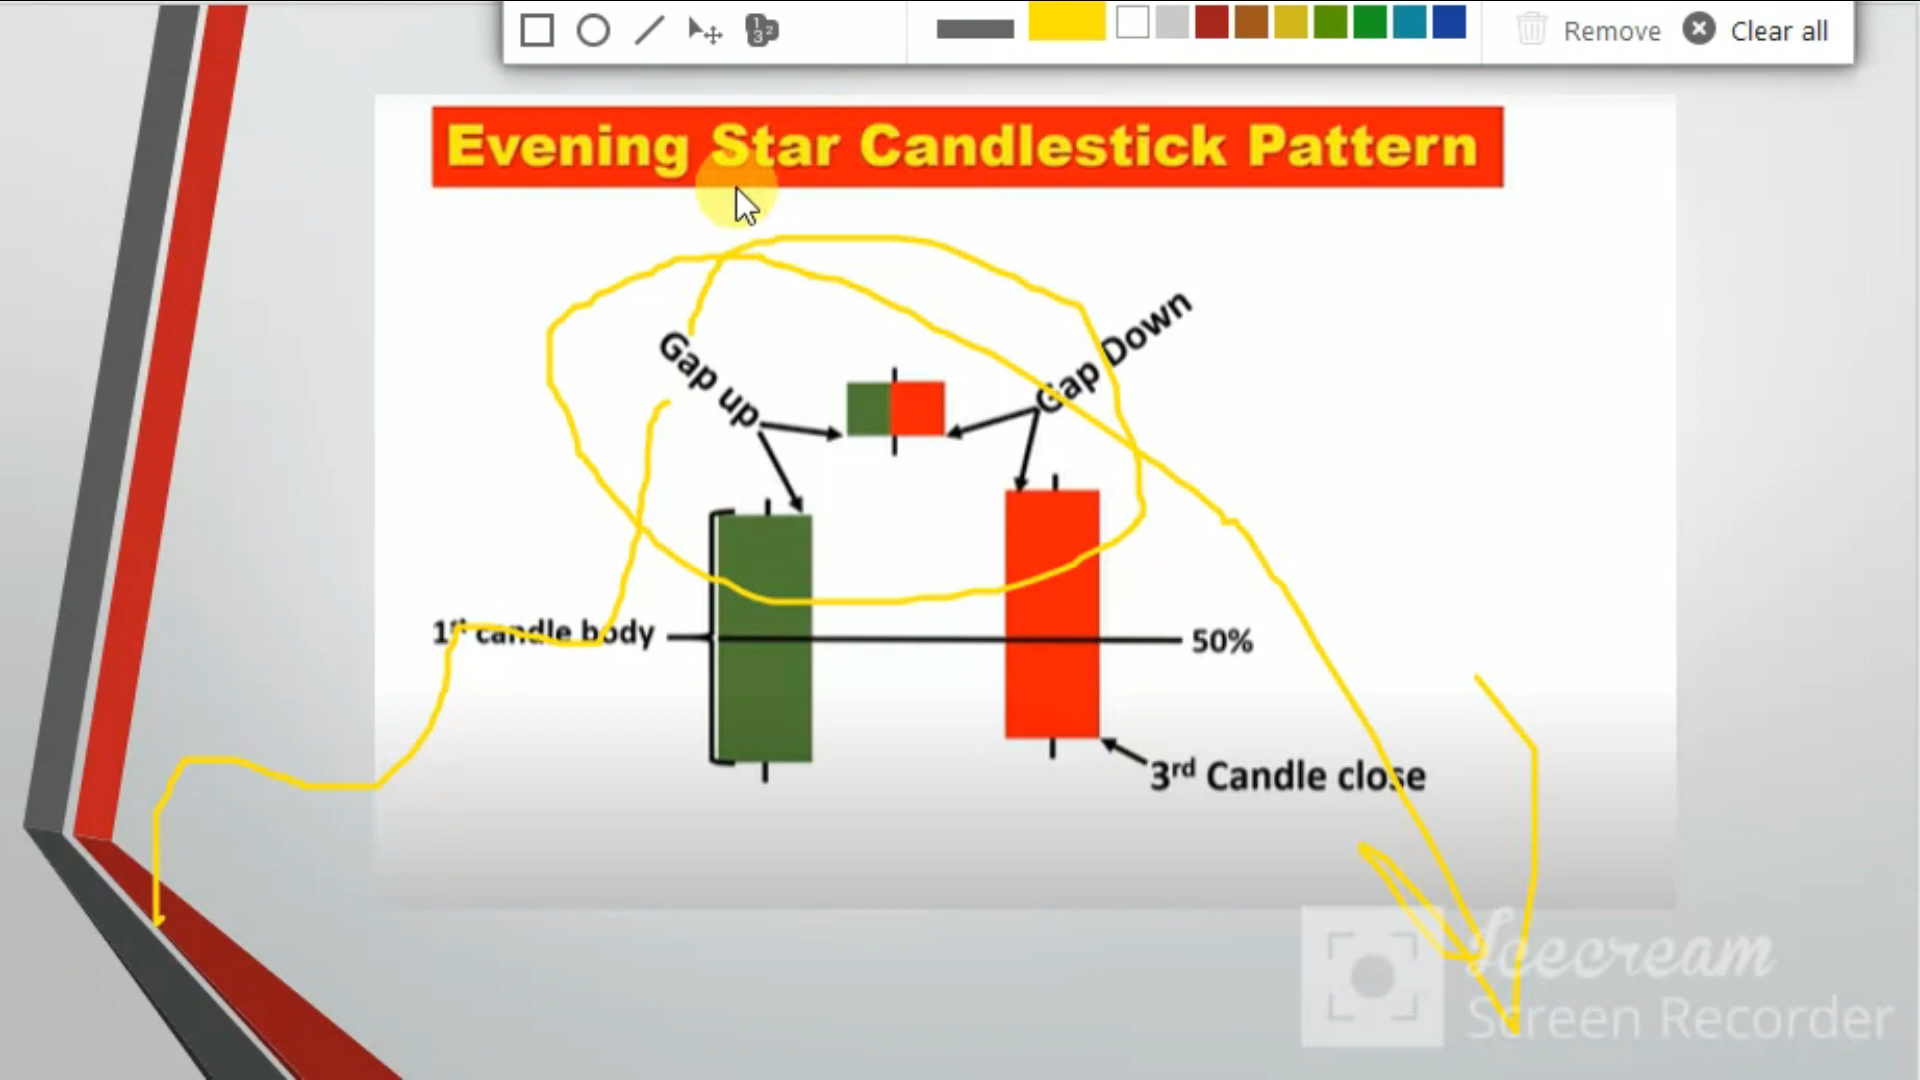 Remove
Clear all
Evening Star Candlestick Pattern
Gap up
Gap Down
1st candle body
50%
3rd Candle close
Icecream
Screen Recorder